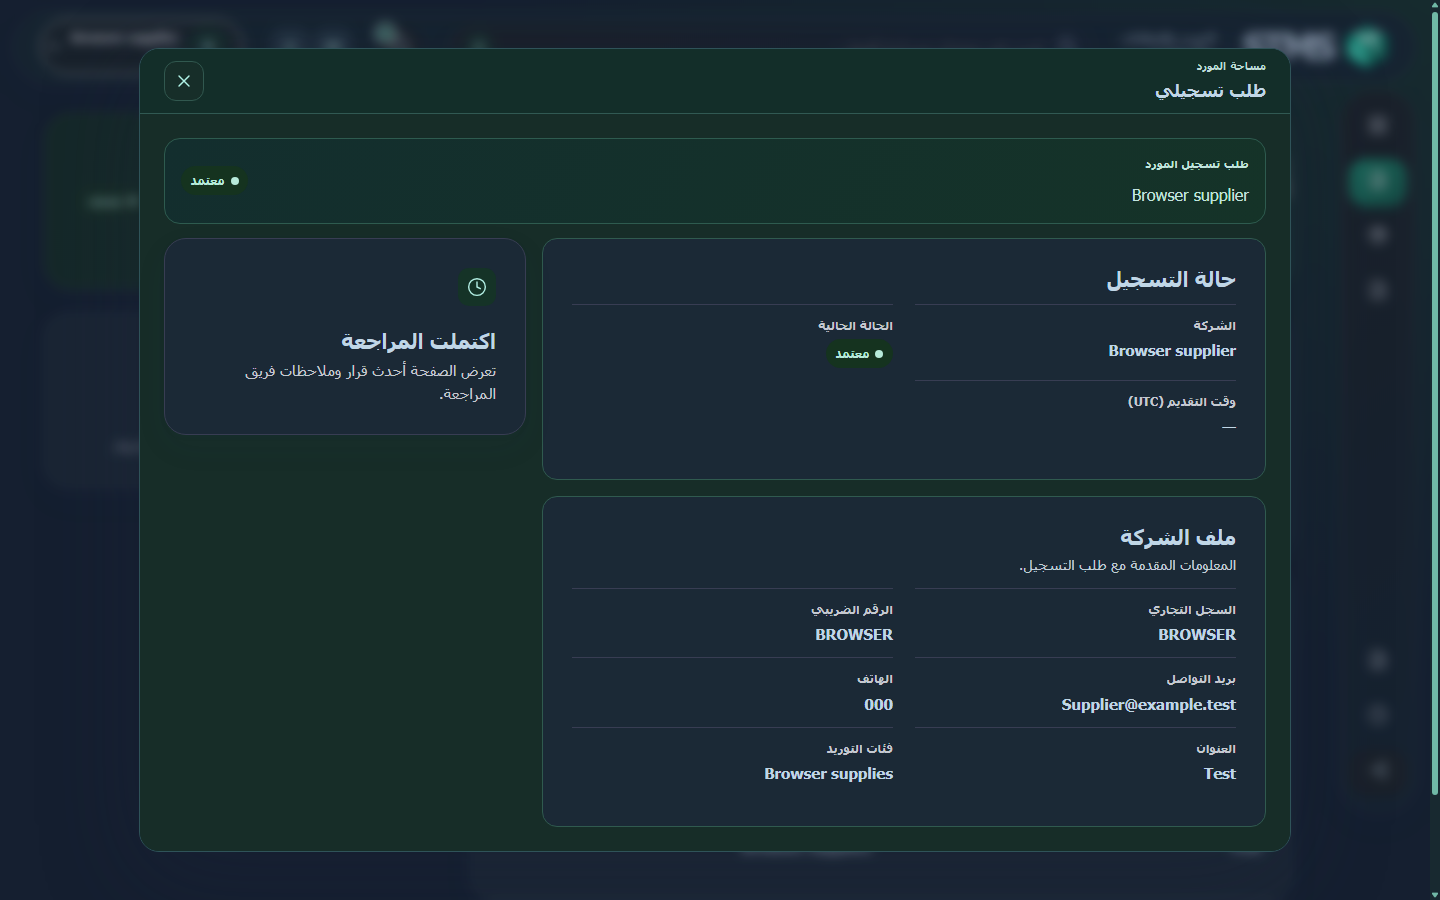 مساحة المورد
طلب تسجيلي
طلب تسجيل المورد
Browser supplier
معتمد
حالة التسجيل
الشركة
Browser supplier
الحالة الحالية
معتمد
وقت التقديم (UTC)
—
اكتملت المراجعة
تعرض الصفحة أحدث قرار وملاحظات فريق
المراجعة.
ملف الشركة
المعلومات المقدمة مع طلب التسجيل.
السجل التجاري
BROWSER
الرقم الضريبي
BROWSER
بريد التواصل
Supplier@example.test
الهاتف
000
العنوان
Test
فئات التوريد
Browser supplies